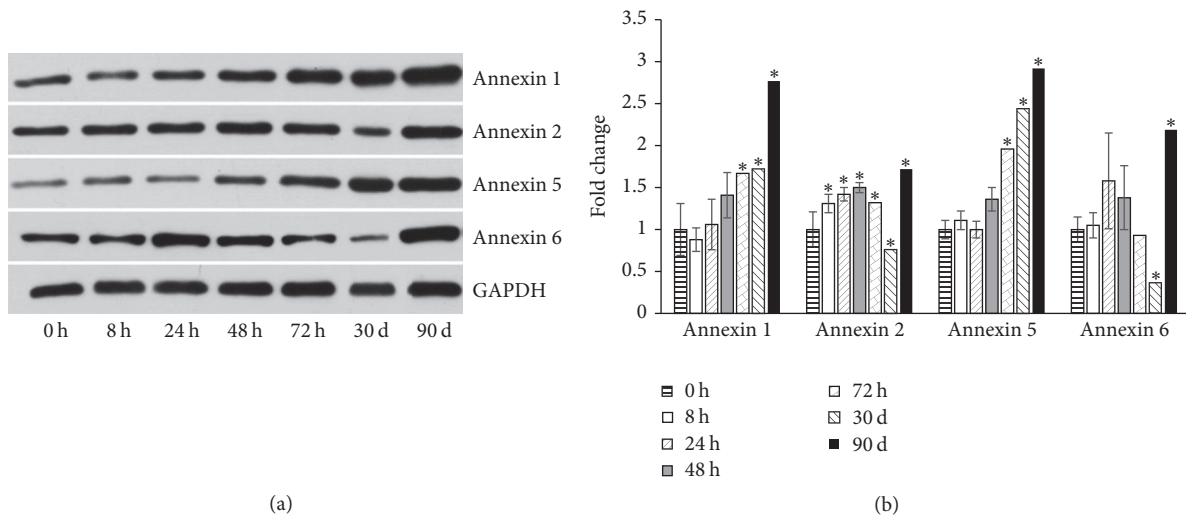 Annexin 1
Annexin 2
Annexin 5
Annexin 6
GAPDH
0 h 8 h 24 h 48 h 72 h 30 d 90 d
(a)
Fold change
3.5
3
2.5
2
1.5
1
0.5
0
* * *
* * * * * *
* * *
* *
Annexin 1 Annexin 2 Annexin 5 Annexin 6
0 h
8 h
24 h
48 h
72 h
30 d
90 d
(b)